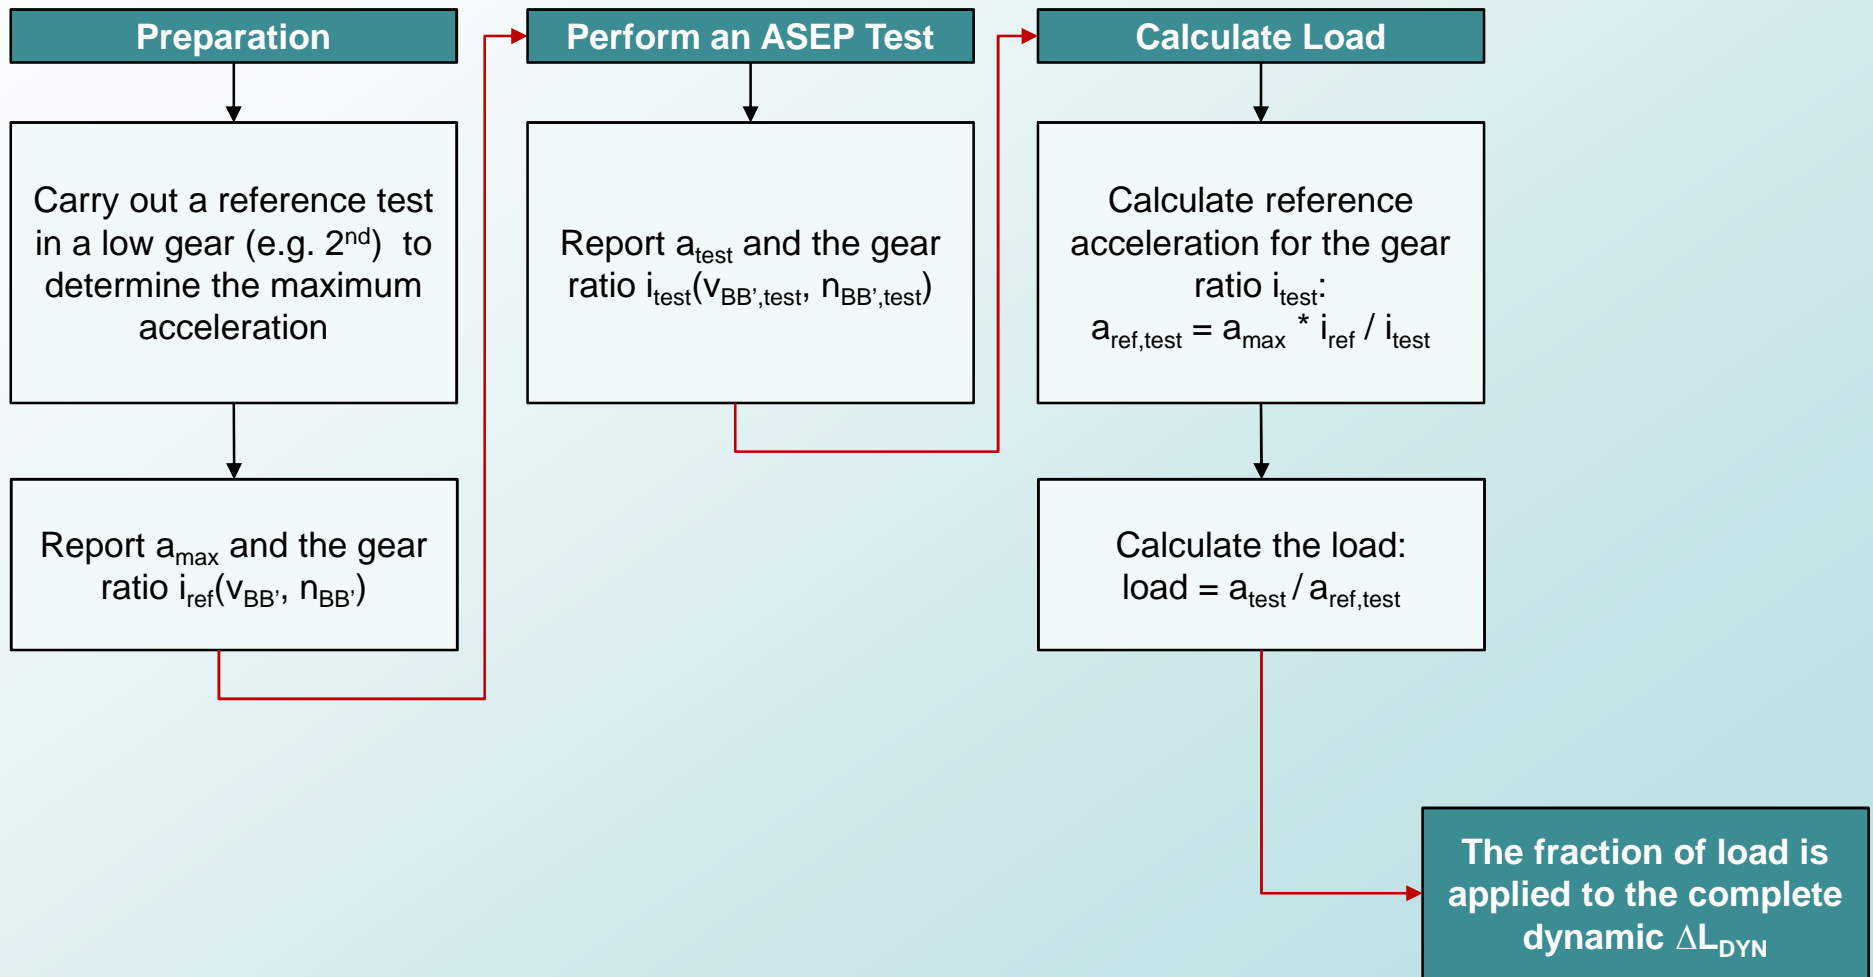 Preparation
Carry out a reference test
in a low gear (e.g. 2nd) to
determine the maximum
acceleration
Report amax and the gear
ratio iref(vBB’, nBB’)
Perform an ASEP Test
Report atest and the gear
ratio itest(vBB’,test, nBB’,test)
Calculate Load
Calculate reference
acceleration for the gear
ratio itest:
aref,test = amax * iref / itest
Calculate the load:
load = atest / aref,test
The fraction of load is
applied to the complete
dynamic ΔLDYN